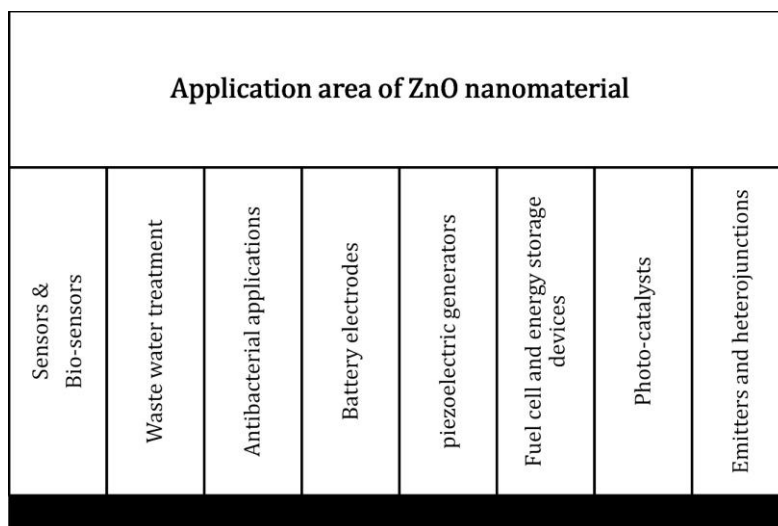 Application area of ZnO nanomaterial
Sensors &
Bio-sensors
Waste water treatment
Antibacterial applications
Battery electrodes
piezoelectric generators
Fuel cell and energy storage
devices
Photo-catalysts
Emitters and heterojunctions